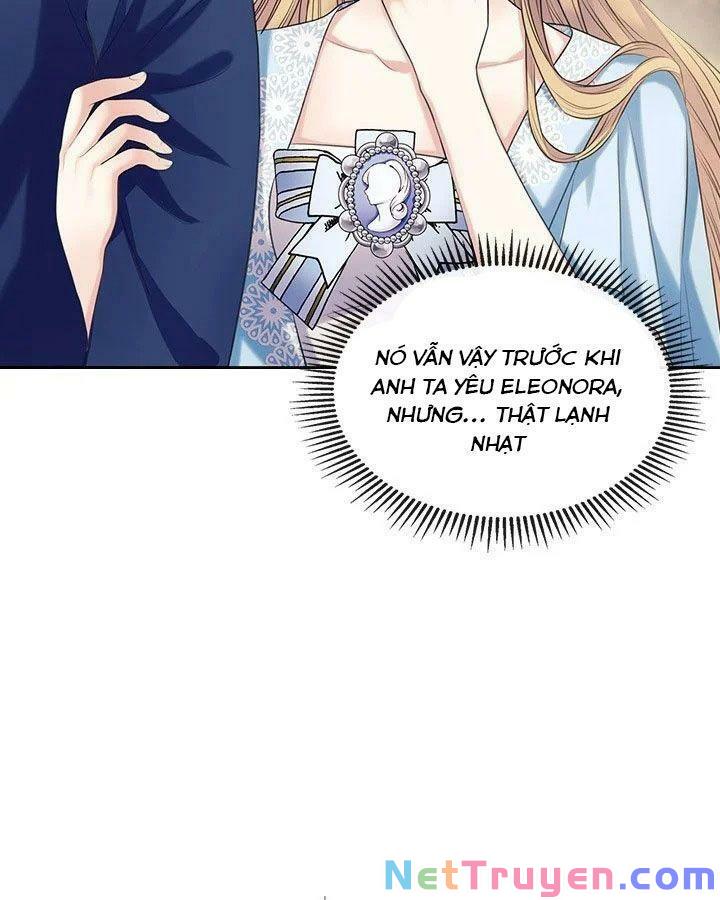 NÓ VẪN VẬY TRƯỚC KHI
ANH TA YÊU ELEONORA,
NHƯNG... THẬT LẠNH
NHẠT
NetTruyen.com